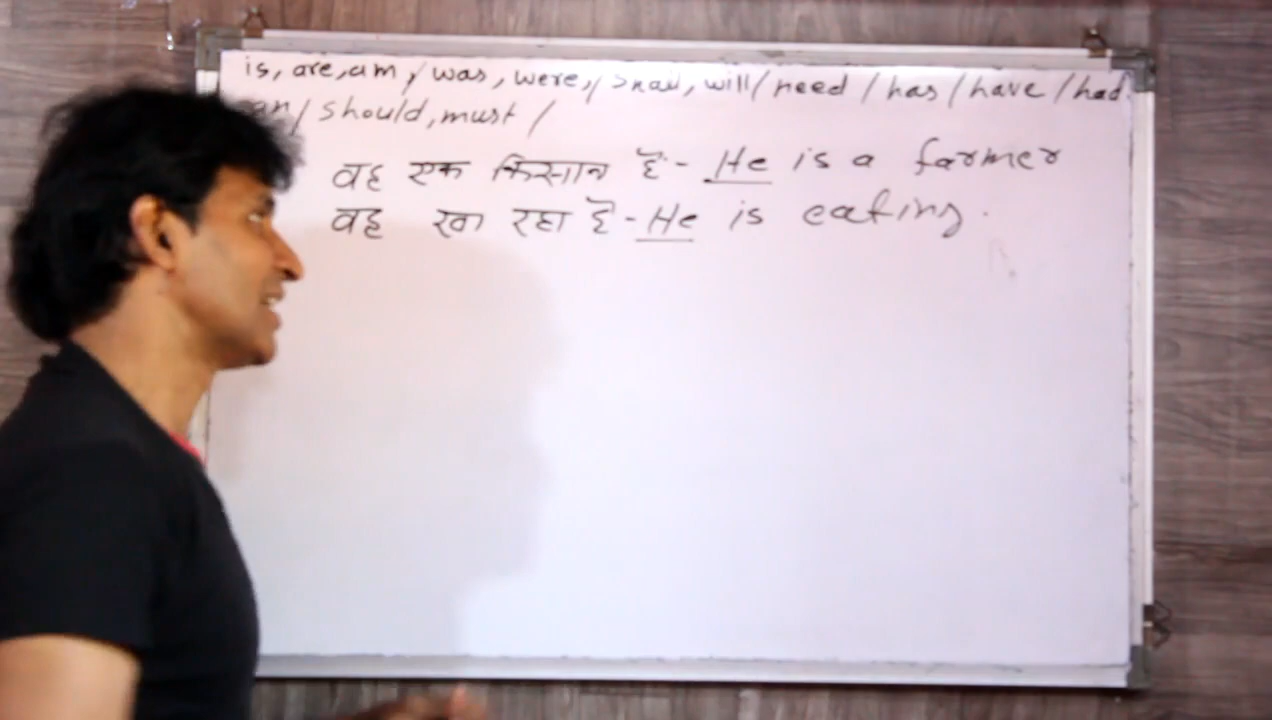 is, are, am / was, were, / shall, will / need / has / have / had
can / should, must /
वह एक किसान है - He is a farmer
वह खा रहा है - He is eating.